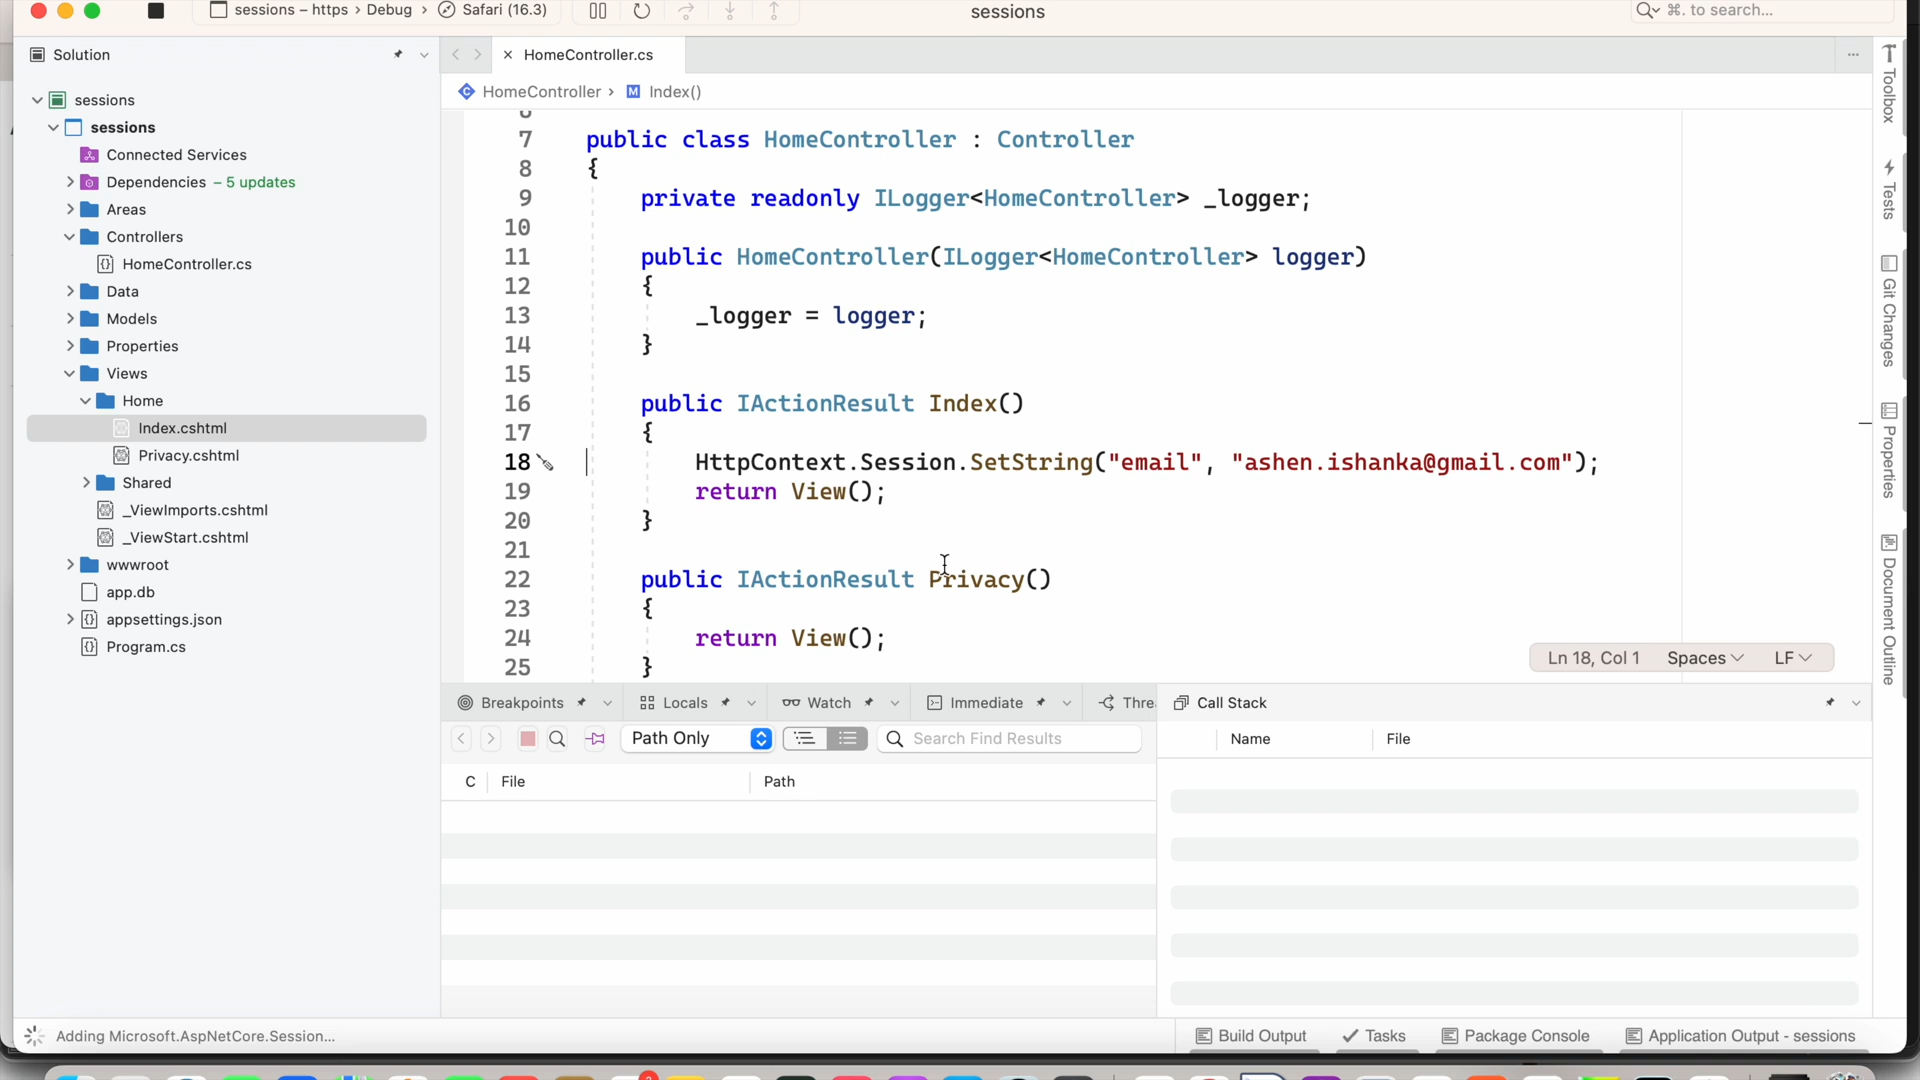 sessions – https › Debug › Safari (16.3)
sessions
⌘. to search...
Solution
HomeController.cs
HomeController › M Index()
sessions
sessions
Connected Services
Dependencies – 5 updates
Areas
Controllers
HomeController.cs
Data
Models
Properties
Views
Home
Index.cshtml
Privacy.cshtml
Shared
_ViewImports.cshtml
_ViewStart.cshtml
wwwroot
app.db
appsettings.json
Program.cs
7 public class HomeController : Controller
8 {
9 private readonly ILogger<HomeController> _logger;
10
11 public HomeController(ILogger<HomeController> logger)
12 {
13 _logger = logger;
14 }
15
16 public IActionResult Index()
17 {
18 HttpContext.Session.SetString("email", "ashen.ishanka@gmail.com");
19 return View();
20 }
21
22 public IActionResult Privacy()
23 {
24 return View();
25 }
Ln 18, Col 1 Spaces LF
Toolbox
Tests
Git Changes
Properties
Document Outline
Breakpoints Locals Watch Immediate Thre
Call Stack
Path Only
Search Find Results
Name File
C File Path
Adding Microsoft.AspNetCore.Session...
Build Output Tasks Package Console Application Output - sessions
2